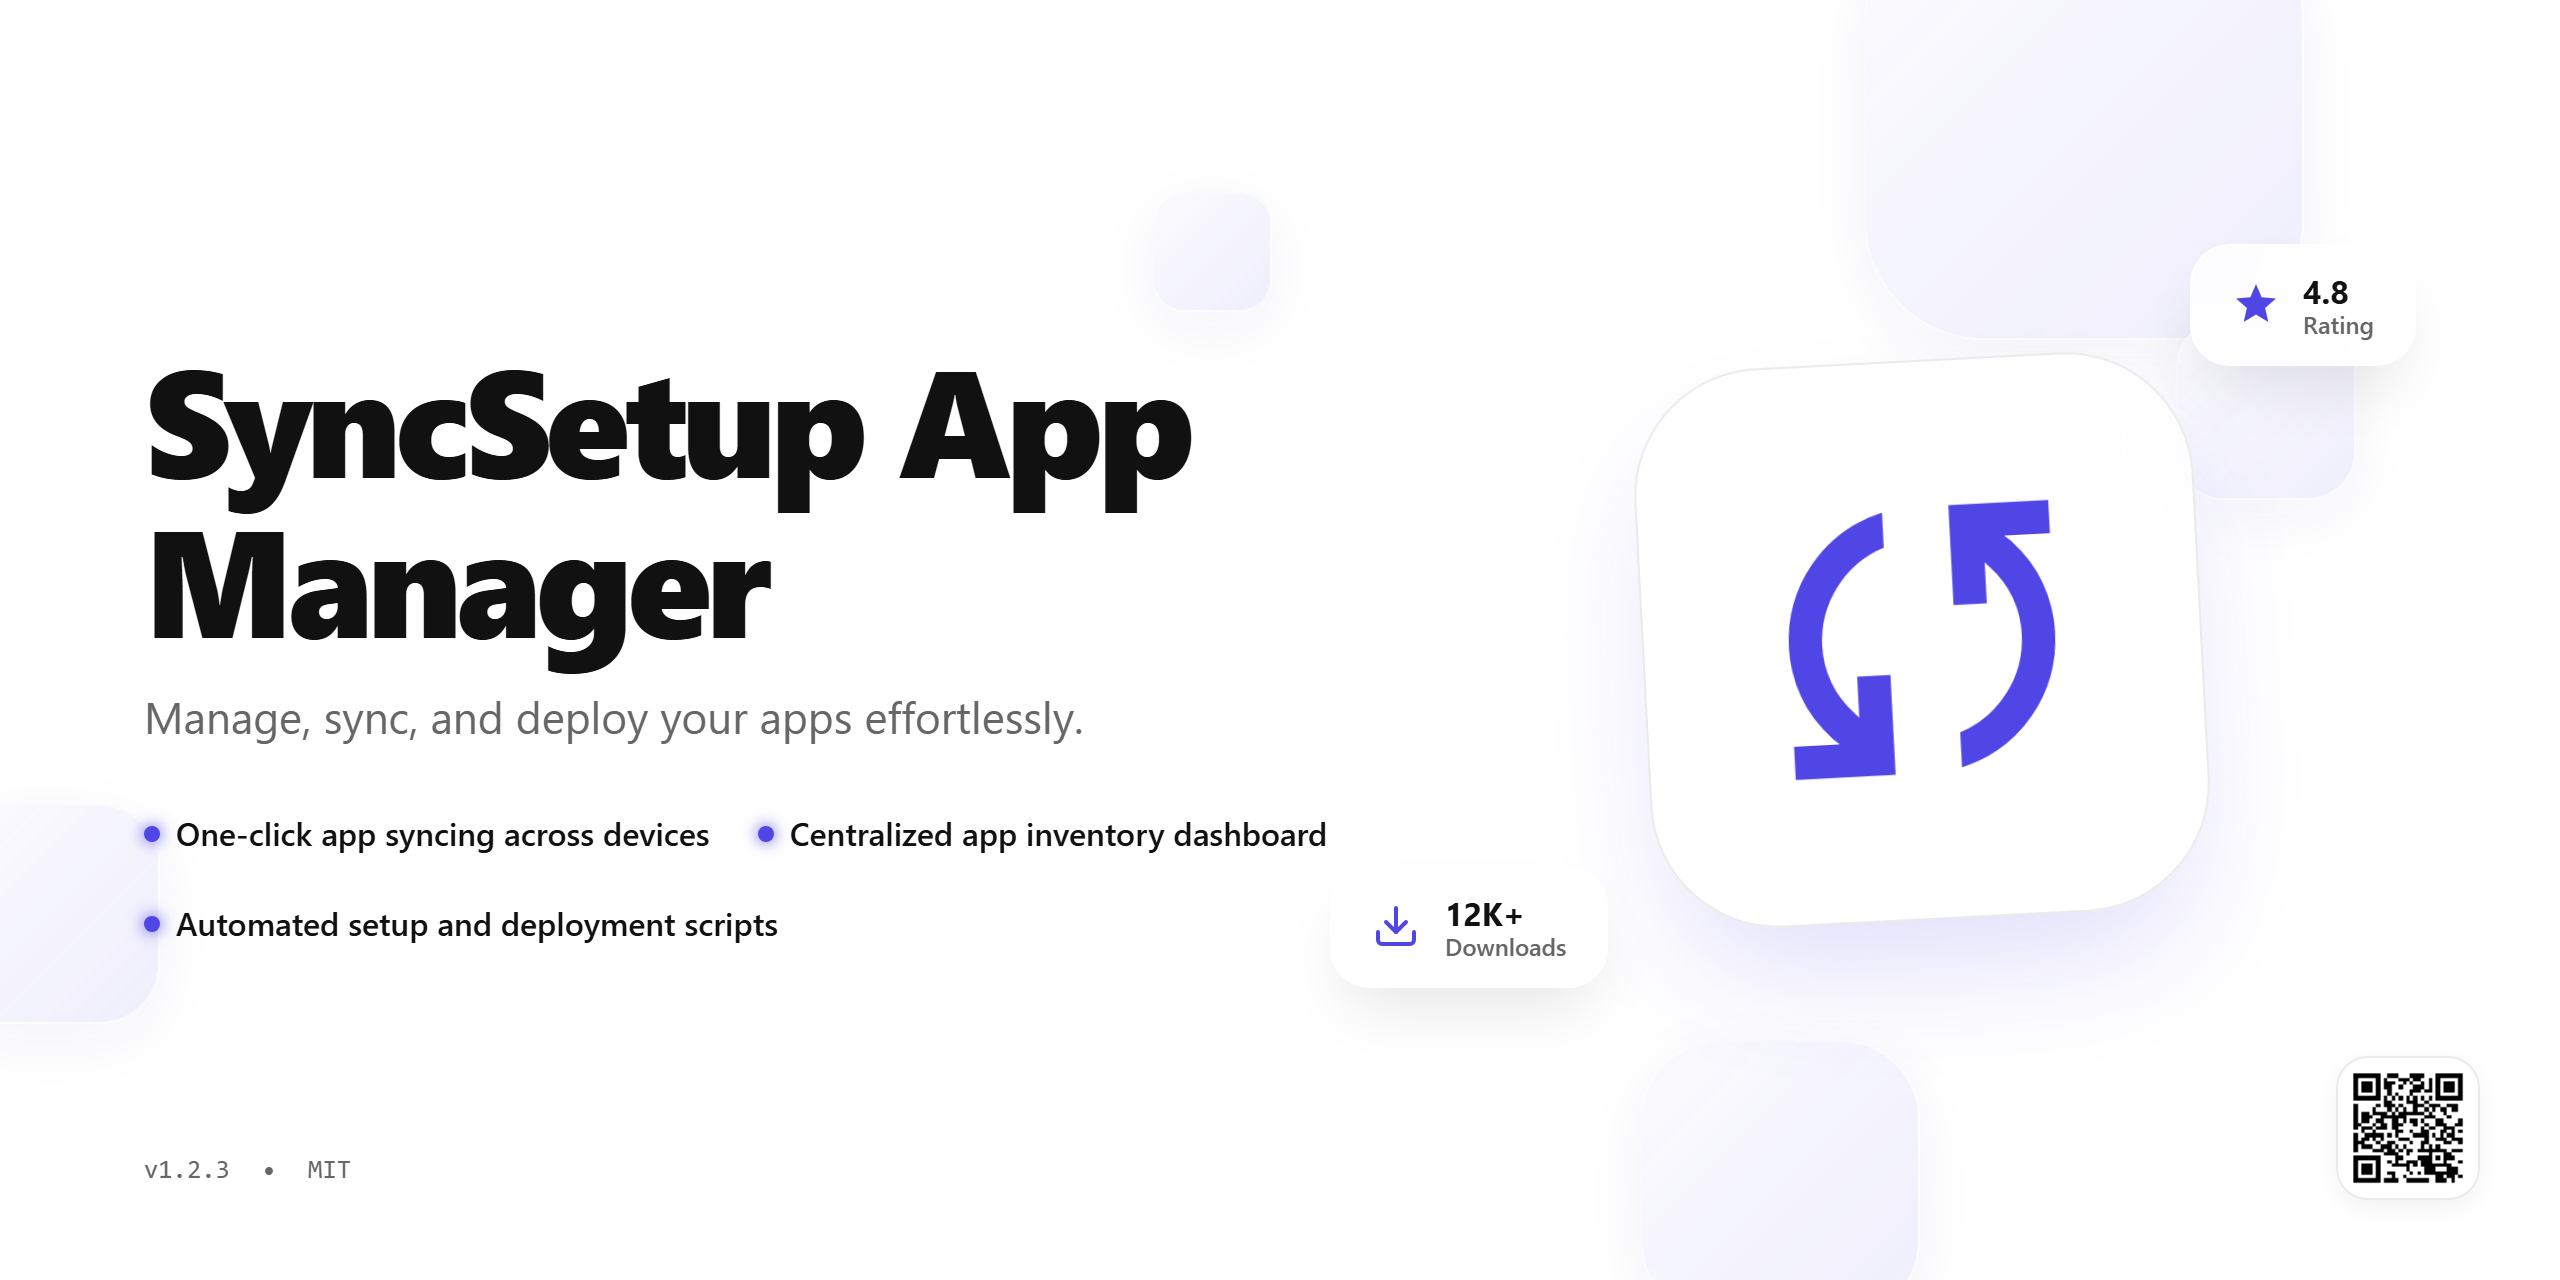 SyncSetup App
Manager
Manage, sync, and deploy your apps effortlessly.
One-click app syncing across devices
Centralized app inventory dashboard
Automated setup and deployment scripts
v1.2.3 • MIT
4.8
Rating
12K+
Downloads